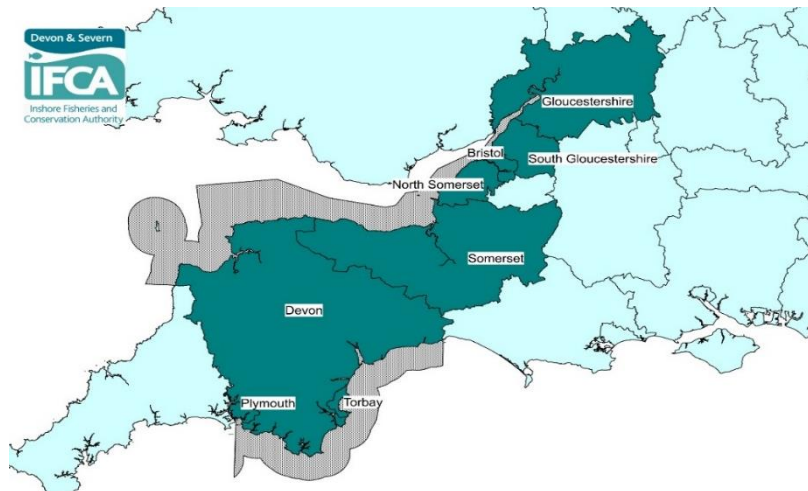 Devon & Severn
IFCA
Inshore Fisheries and
Conservation Authority
Gloucestershire
Bristol
South Gloucestershire
North Somerset
Somerset
Devon
Plymouth
Torbay